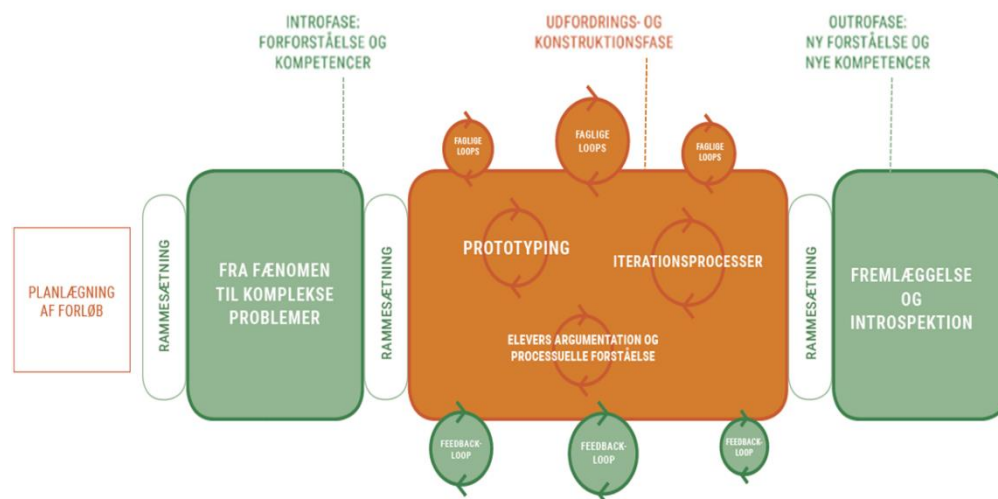 INTROFASE:
FORFORSTÅELSE OG
KOMPETENCER
UDFORDRINGS- OG
KONSTRUKTIONSFASE
OUTROFASE:
NY FORSTÅELSE OG
NYE KOMPETENCER
FAGLIGE
LOOPS
FAGLIGE
LOOPS
FAGLIGE
LOOPS
PLANLÆGNING
AF FORLØB
RAMMESÆTNING
FRA FÆNOMEN
TIL KOMPLEKSE
PROBLEMER
RAMMESÆTNING
PROTOTYPING
ITERATIONSPROCESSER
ELEVERS ARGUMENTATION OG
PROCESSUELLE FORSTÅELSE
RAMMESÆTNING
FREMLÆGGELSE
OG
INTROSPEKTION
FEEDBACK-
LOOP
FEEDBACK-
LOOP
FEEDBACK-
LOOP